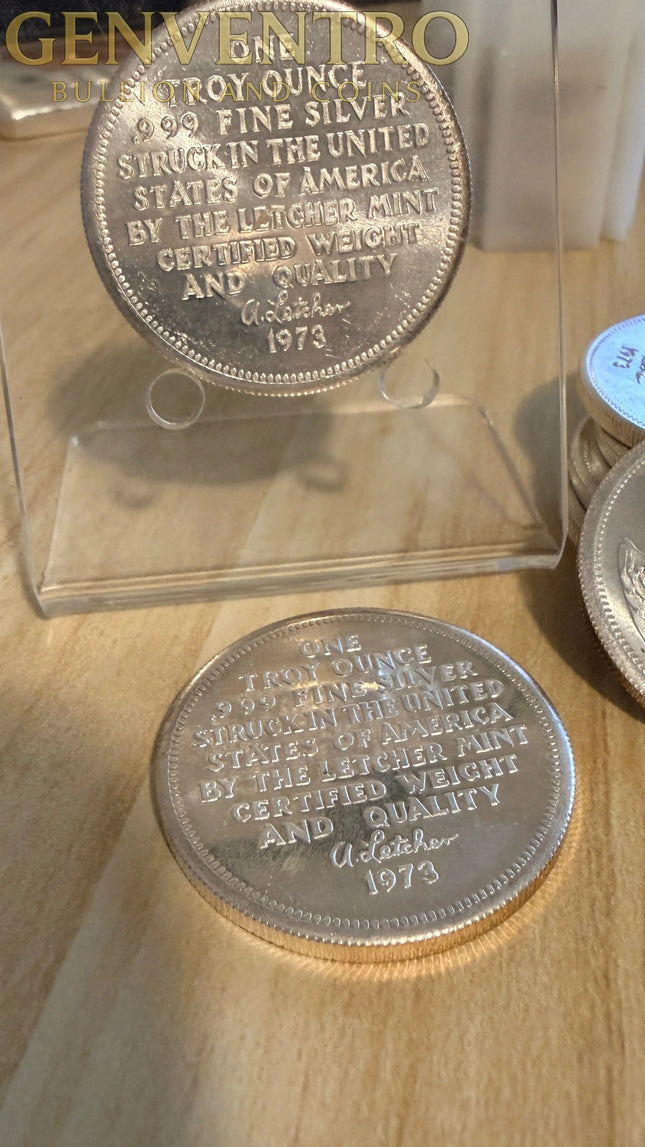 GENVENTRO
BULLION AND COINS
ONE
TROY OUNCE
.999 FINE SILVER
STRUCK IN THE UNITED
STATES OF AMERICA
BY THE LETCHER MINT
CERTIFIED WEIGHT
AND QUALITY
A. Letcher
1973
1973
ONE
TROY OUNCE
.999 FINE SILVER
STRUCK IN THE UNITED
STATES OF AMERICA
BY THE LETCHER MINT
CERTIFIED WEIGHT
AND QUALITY
A. Letcher
1973